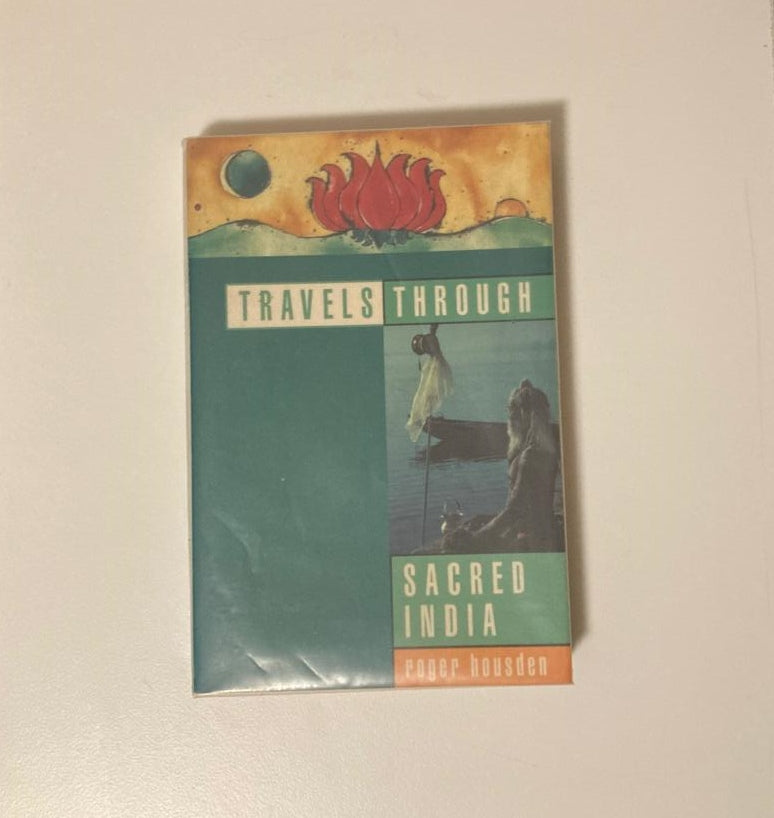 TRAVELS THROUGH
SACRED
INDIA
roger housden